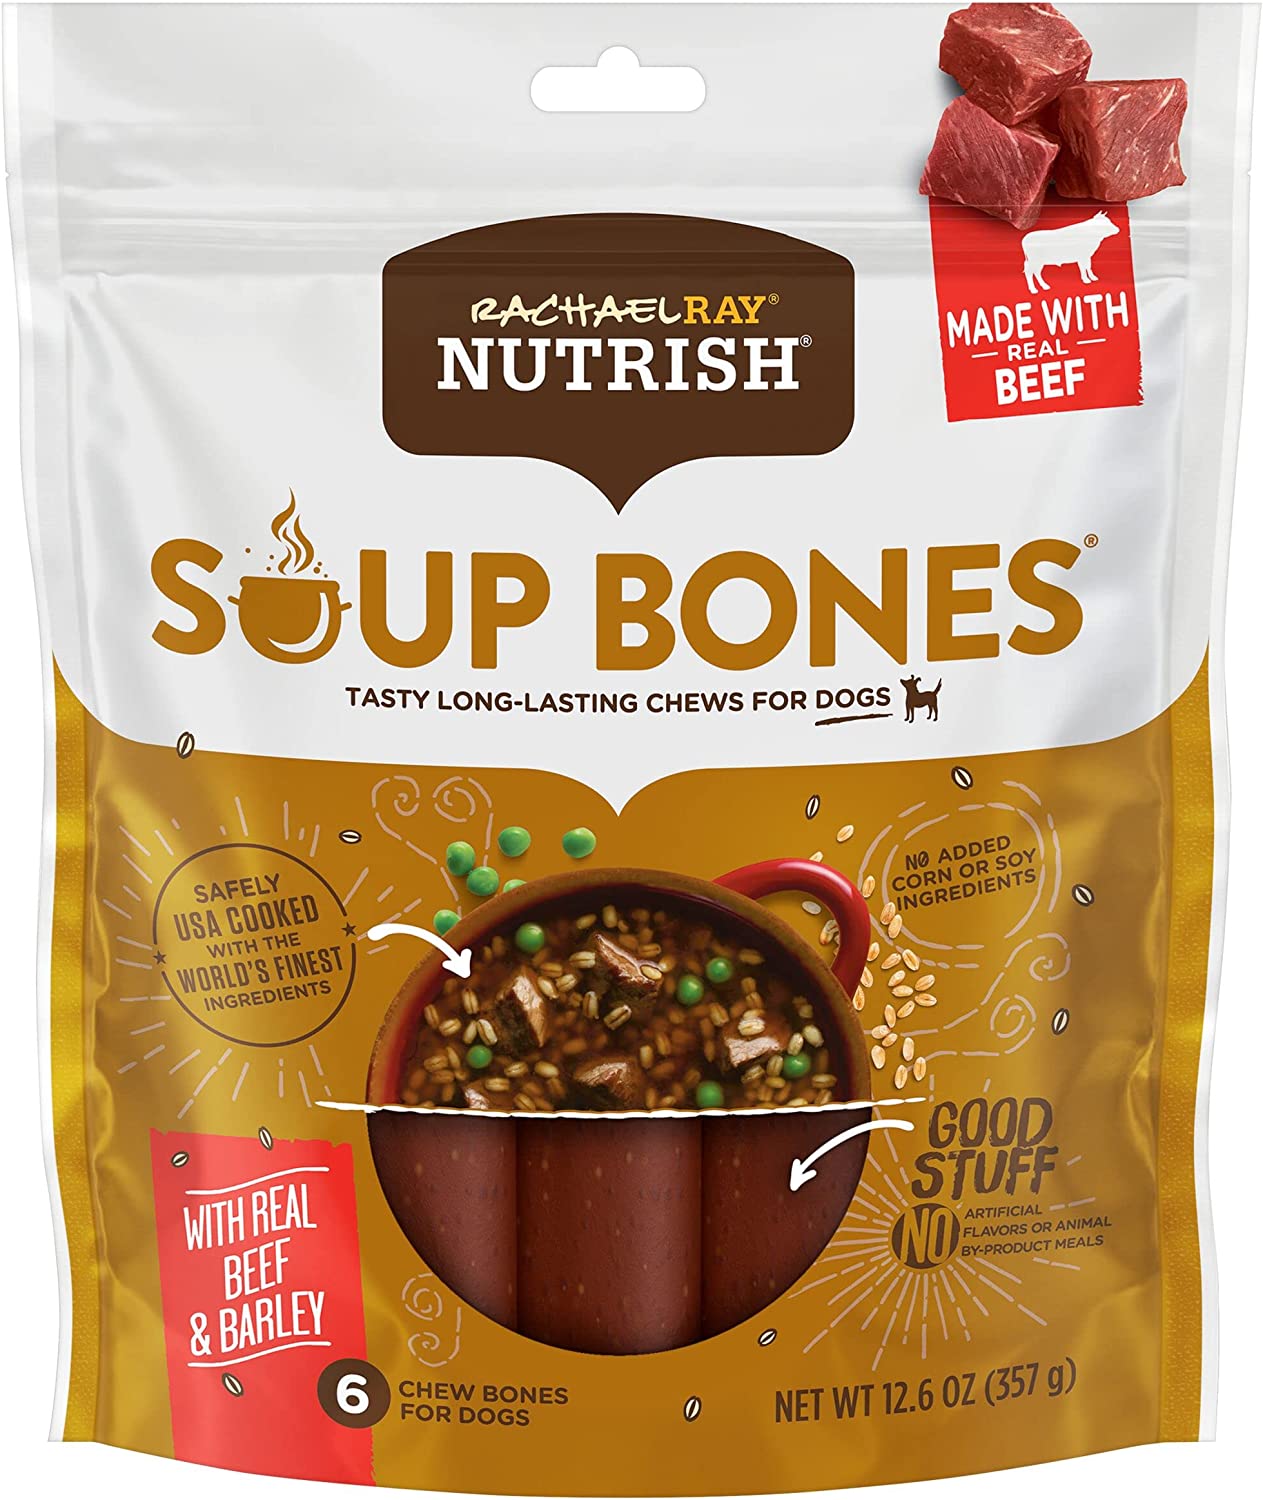 RACHAEL RAY®
NUTRISH®
MADE WITH
REAL
BEEF
SOUP BONES®
TASTY LONG-LASTING CHEWS FOR DOGS
SAFELY
USA COOKED
WITH THE
WORLD'S FINEST
INGREDIENTS
NO ADDED
CORN OR SOY
INGREDIENTS
GOOD
STUFF
NO ARTIFICIAL
FLAVORS OR ANIMAL
BY-PRODUCT MEALS
WITH REAL
BEEF
& BARLEY
6 CHEW BONES
FOR DOGS
NET WT 12.6 OZ (357 g)